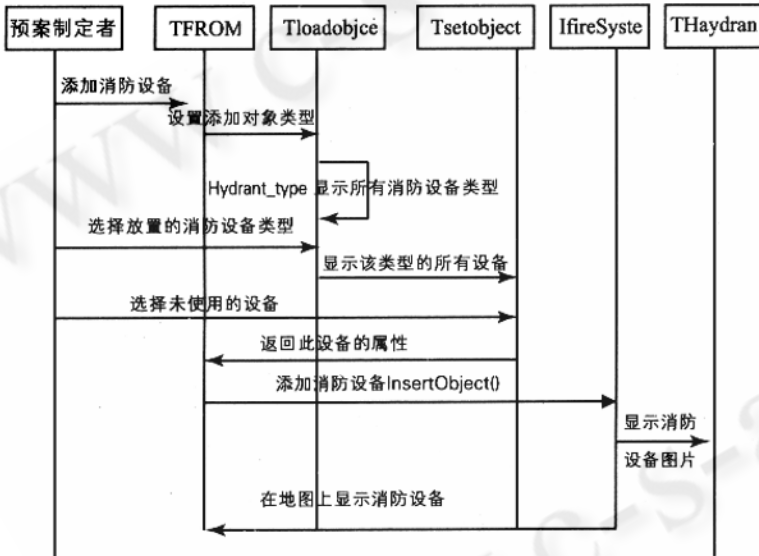 预案制定者
TFROM
Tloadobjce
Tsetobject
IfireSyste
THaydran
添加消防设备
设置添加对象类型
Hydrant_type 显示所有消防设备类型
选择放置的消防设备类型
显示该类型的所有设备
选择未使用的设备
返回此设备的属性
添加消防设备InsertObject()
显示消防
设备图片
在地图上显示消防设备